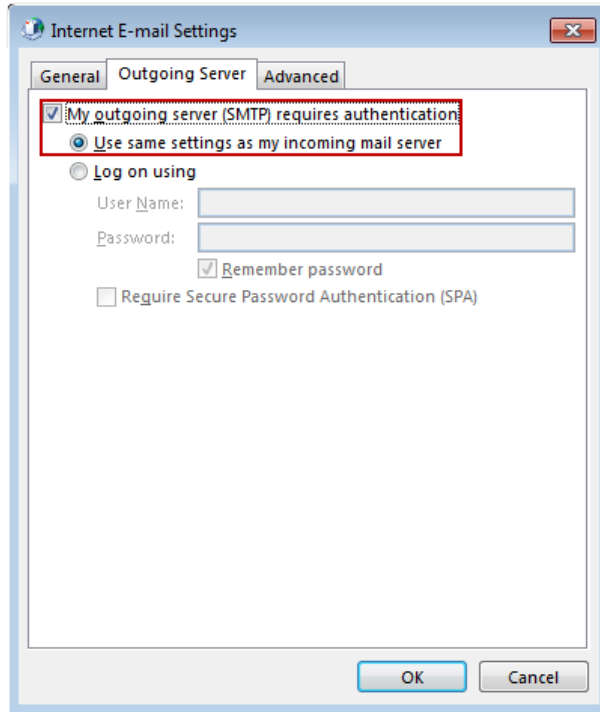 Internet E-mail Settings
General Outgoing Server Advanced
My outgoing server (SMTP) requires authentication
Use same settings as my incoming mail server
Log on using
User Name:
Password:
Remember password
Require Secure Password Authentication (SPA)
OK Cancel